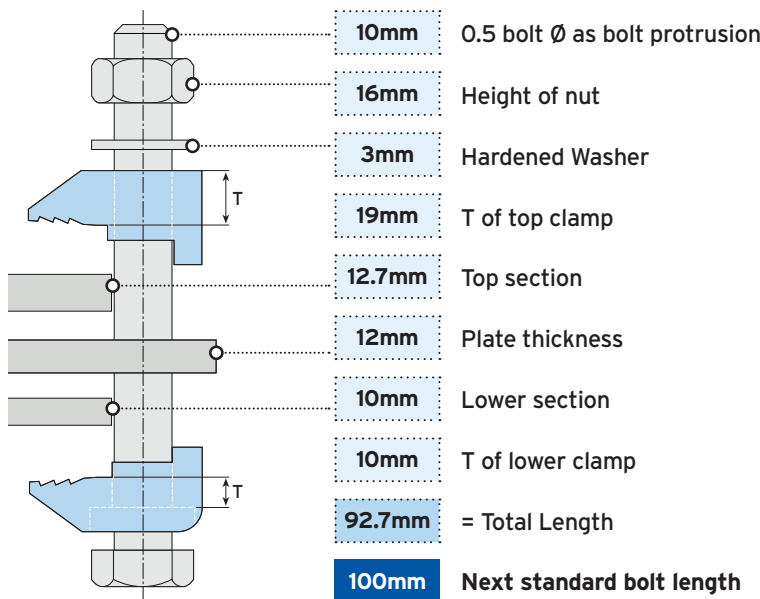 10mm 0.5 bolt Ø as bolt protrusion
16mm Height of nut
3mm Hardened Washer
T
19mm T of top clamp
12.7mm Top section
12mm Plate thickness
10mm Lower section
10mm T of lower clamp
T
92.7mm = Total Length
100mm Next standard bolt length